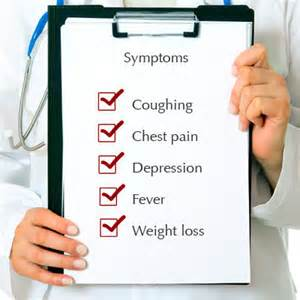 Symptoms
Coughing
Chest pain
Depression
Fever
Weight loss